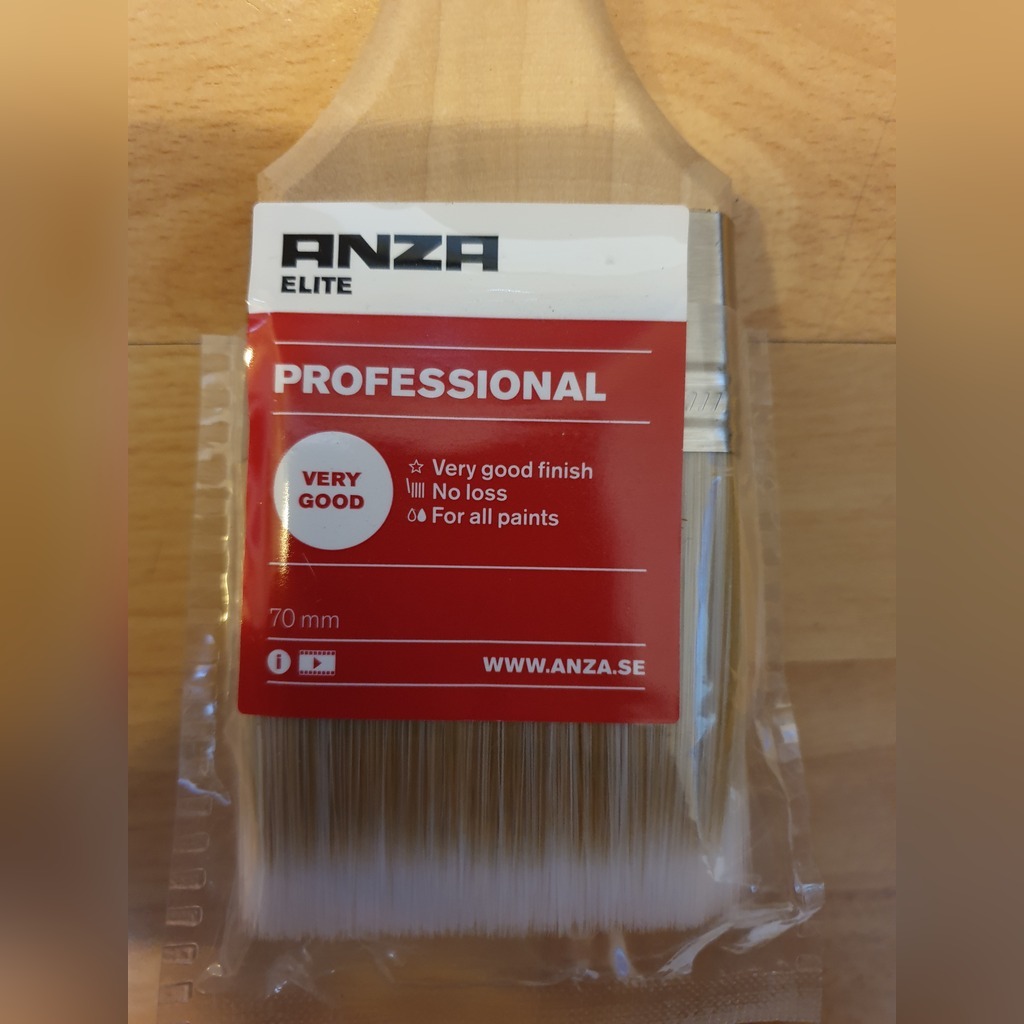 ANZA
ELITE
PROFESSIONAL
VERY
GOOD
Very good finish
No loss
For all paints
70 mm
i
WWW.ANZA.SE